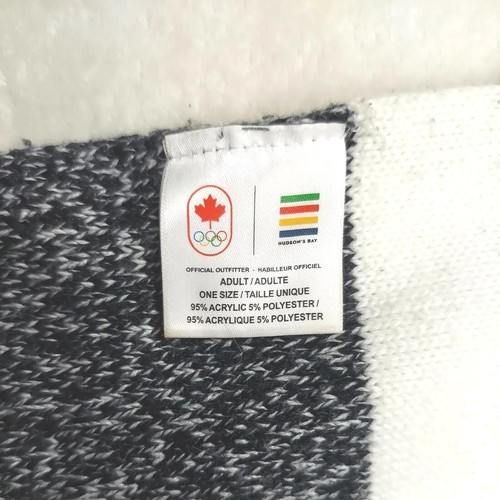 HUDSON'S BAY
OFFICIAL OUTFITTER - HABILLEUR OFFICIEL
ADULT / ADULTE
ONE SIZE / TAILLE UNIQUE
95% ACRYLIC 5% POLYESTER /
95% ACRYLIQUE 5% POLYESTER